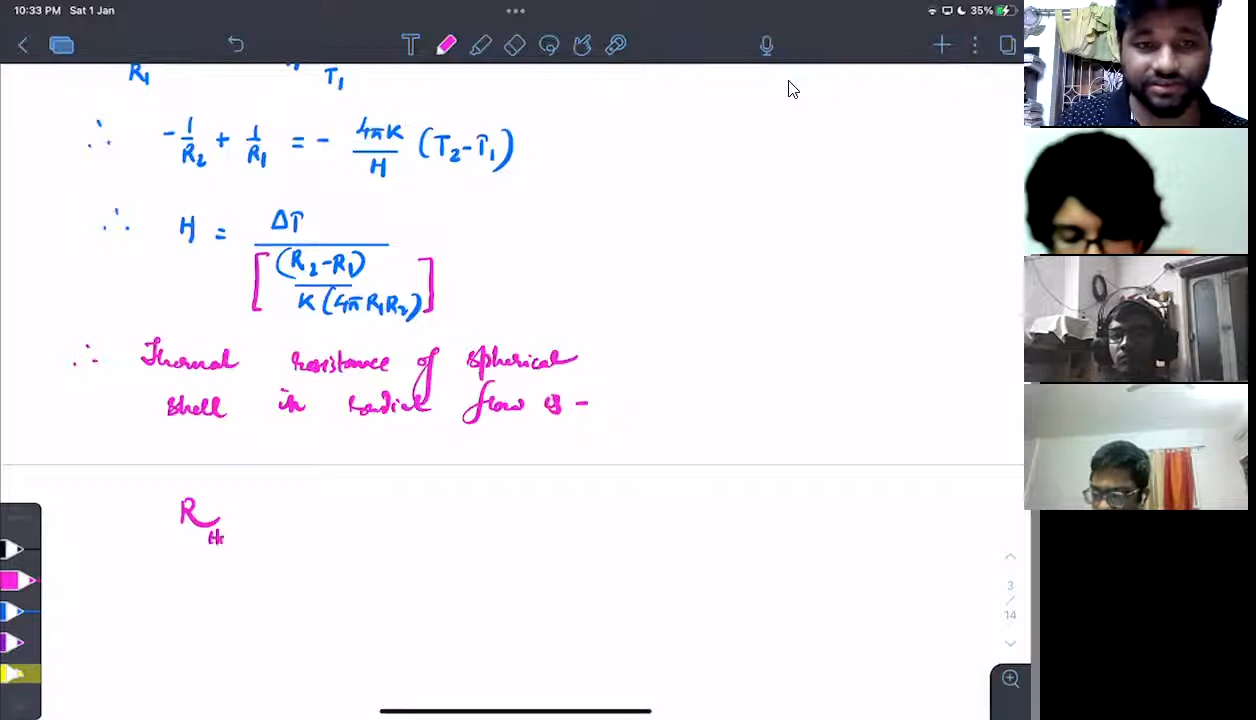 10:33 PM Sat 1 Jan
35%
R₁ T₁
∴ -1/R₂ + 1/R₁ = - 4πK/H (T₂-T₁)
∴ H = ΔT / [(R₂-R₁) / K(4πR₁R₂)]
∴ Thermal resistance of spherical
shell in radial flow is -
R_th
3
/
14